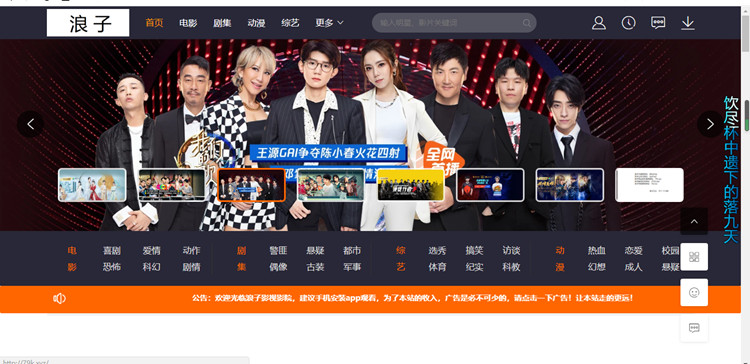 浪子
首页 电影 剧集 动漫 综艺 更多
输入明星、影片关键词
王源GAI争夺陈小春火花四射
全网首播
电影 喜剧 爱情 动作 剧集 警匪 悬疑 都市 综艺 选秀 搞笑 访谈 动漫 热血 恋爱 校园
恐怖 科幻 剧情 偶像 古装 军事 体育 纪实 科教 幻想 成人 悬疑
公告：欢迎光临浪子影视影院，建议手机安装app观看，为了本站的收入，广告是必不可少的，请点击一下广告！让本站走的更远！
饮尽杯中遗下的落九天
http://79k.xyz/